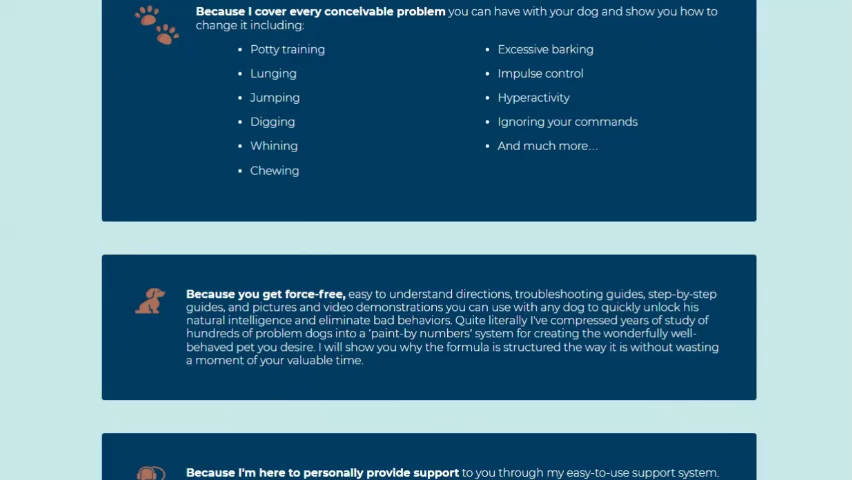 Because I cover every conceivable problem you can have with your dog and show you how to
change it including:
Potty training
Lunging
Jumping
Digging
Whining
Chewing
Excessive barking
Impulse control
Hyperactivity
Ignoring your commands
And much more...
Because you get force-free, easy to understand directions, troubleshooting guides, step-by-step
guides, and pictures and video demonstrations you can use with any dog to quickly unlock his
natural intelligence and eliminate bad behaviors. Quite literally I've compressed years of study of
hundreds of problem dogs into a 'paint-by numbers' system for creating the wonderfully well-
behaved pet you desire. I will show you why the formula is structured the way it is without wasting
a moment of your valuable time.
Because I'm here to personally provide support to you through my easy-to-use support system.